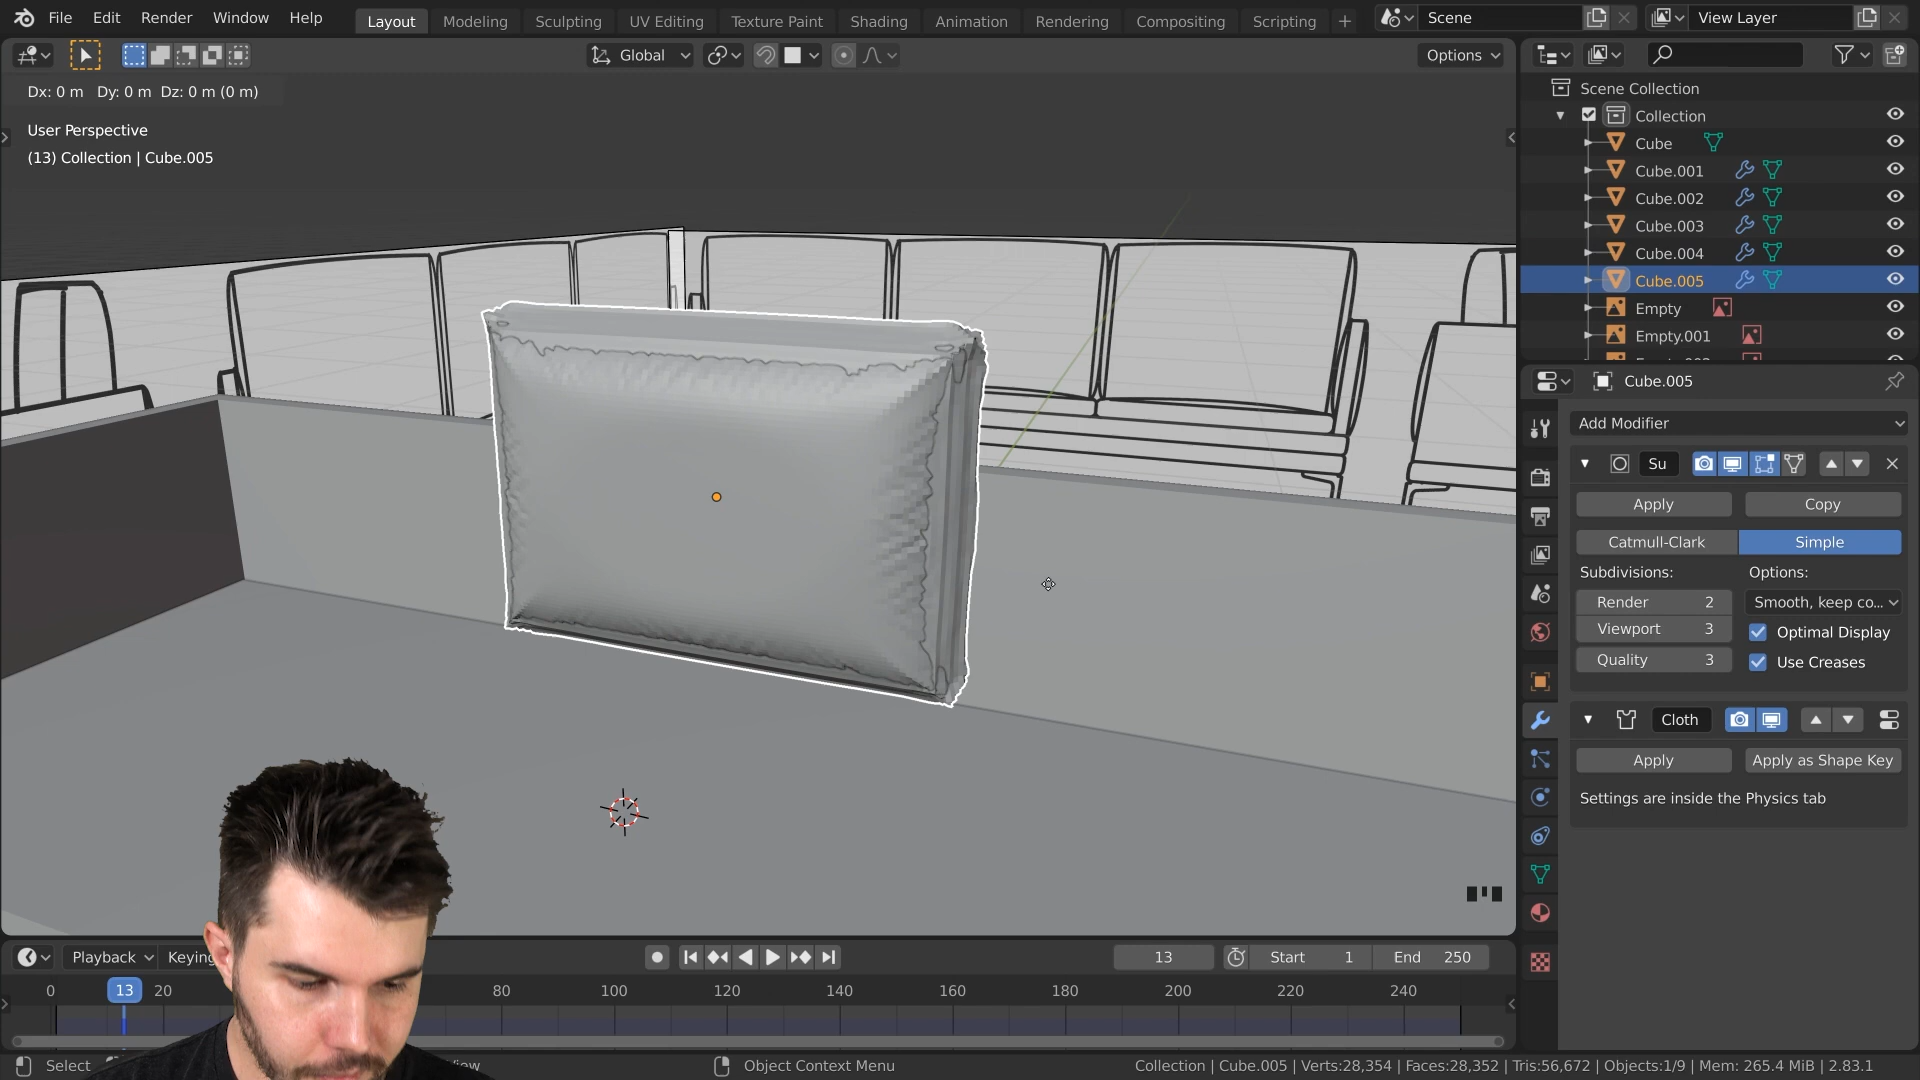 File Edit Render Window Help Layout Modeling Sculpting UV Editing Texture Paint Shading Animation Rendering Compositing Scripting + Scene View Layer
Global Options
Dx: 0 m Dy: 0 m Dz: 0 m (0 m)
User Perspective
(13) Collection | Cube.005
Scene Collection
Collection
Cube
Cube.001
Cube.002
Cube.003
Cube.004
Cube.005
Empty
Empty.001
Cube.005
Add Modifier
Su
Apply Copy
Catmull-Clark Simple
Subdivisions: Options:
Render 2 Smooth, keep co...
Viewport 3 Optimal Display
Quality 3 Use Creases
Cloth
Apply Apply as Shape Key
Settings are inside the Physics tab
Playback Keying 13 Start 1 End 250
0 13 20 80 100 120 140 160 180 200 220 240
Select Object Context Menu Collection | Cube.005 | Verts:28,354 | Faces:28,352 | Tris:56,672 | Objects:1/9 | Mem: 265.4 MiB | 2.83.1